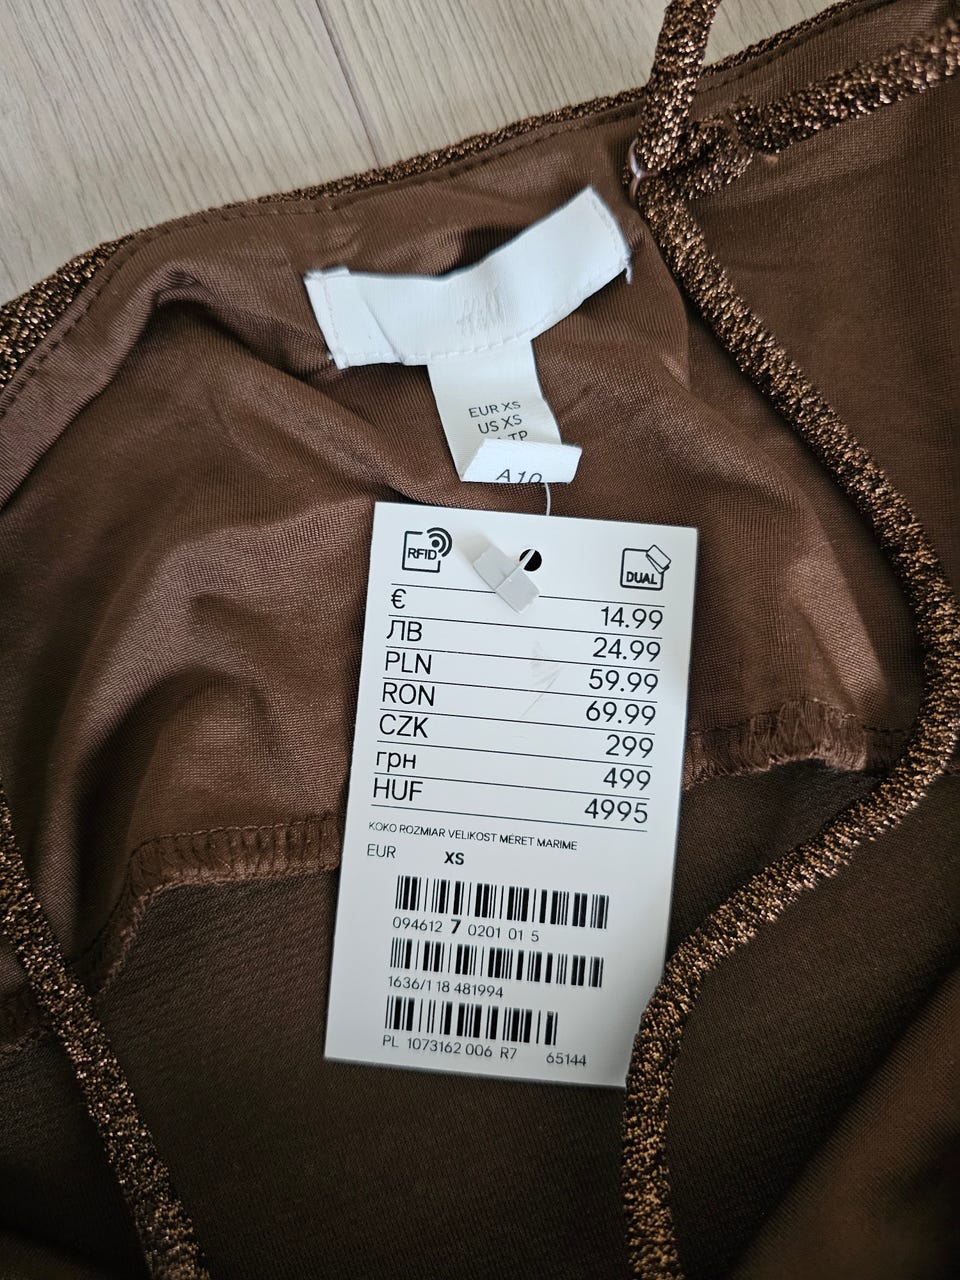 H&M
EUR XS
US XS
TP
A10
RFID
DUAL
€ 14.99
ЛВ 24.99
PLN 59.99
RON 69.99
CZK 299
грн 499
HUF 4995
KOKO ROZMIAR VELIKOST MÉRET MARIME
EUR XS
094612 7 0201 01 5
1636/1 18 481994
PL 1073162 006 R7 65144